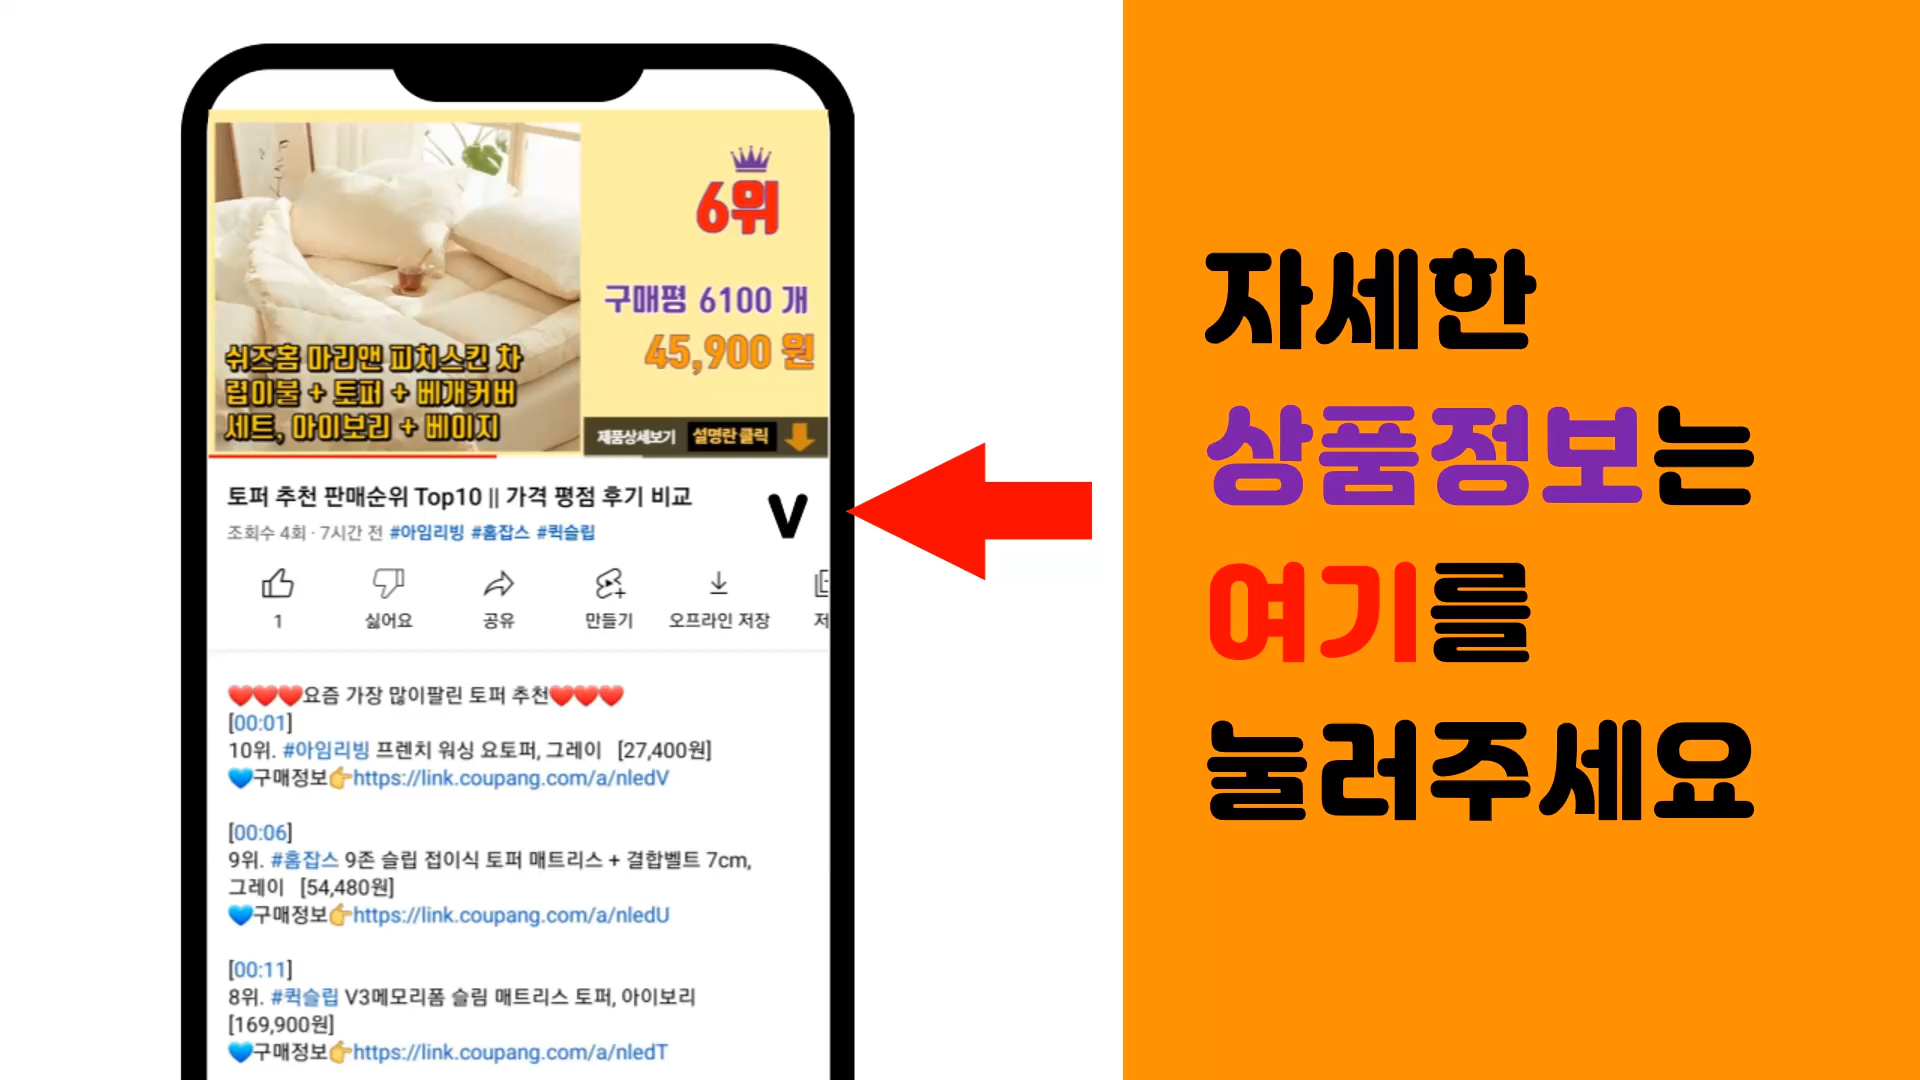 6위
구매평 6100 개
45,900 원
쉬즈홈 마리앤 피치스킨 차
렵이불 + 토퍼 + 베개커버
세트, 아이보리 + 베이지
제품상세보기 설명란 클릭
토퍼 추천 판매순위 Top10 || 가격 평점 후기 비교
V
조회수 4회 · 7시간 전 #아임리빙 #홈잡스 #퀵슬립
1 싫어요 공유 만들기 오프라인 저장 저
❤️❤️❤️요즘 가장 많이팔린 토퍼 추천❤️❤️❤️
[00:01]
10위. #아임리빙 프렌치 워싱 요토퍼, 그레이 [27,400원]
💙구매정보👉https://link.coupang.com/a/nledV
[00:06]
9위. #홈잡스 9존 슬립 접이식 토퍼 매트리스 + 결합벨트 7cm,
그레이 [54,480원]
💙구매정보👉https://link.coupang.com/a/nledU
[00:11]
8위. #퀵슬립 V3메모리폼 슬림 매트리스 토퍼, 아이보리
[169,900원]
💙구매정보👉https://link.coupang.com/a/nledT
자세한
상품정보는
여기를
눌러주세요